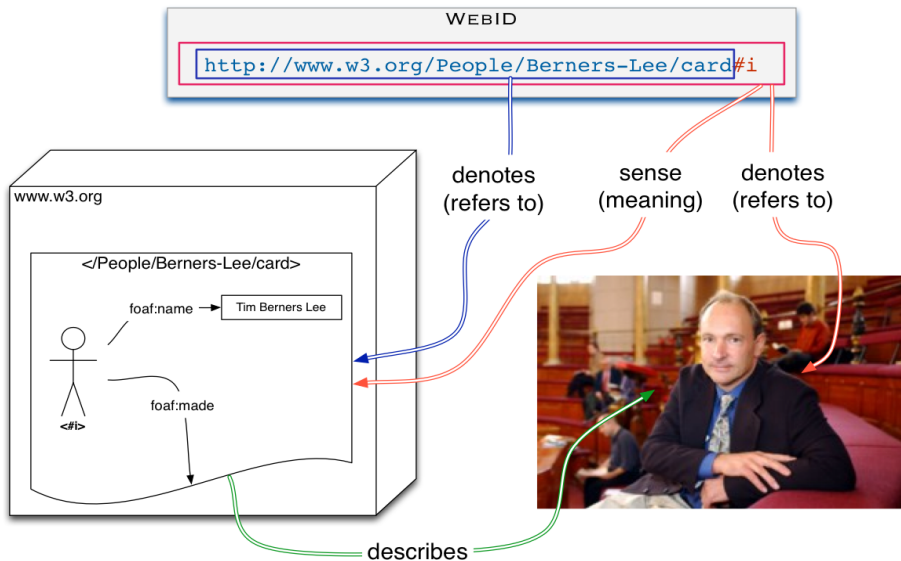 WEBID
http://www.w3.org/People/Berners-Lee/card#i
denotes
(refers to)
sense
(meaning)
denotes
(refers to)
www.w3.org
</People/Berners-Lee/card>
foaf:name
Tim Berners Lee
foaf:made
<#i>
describes